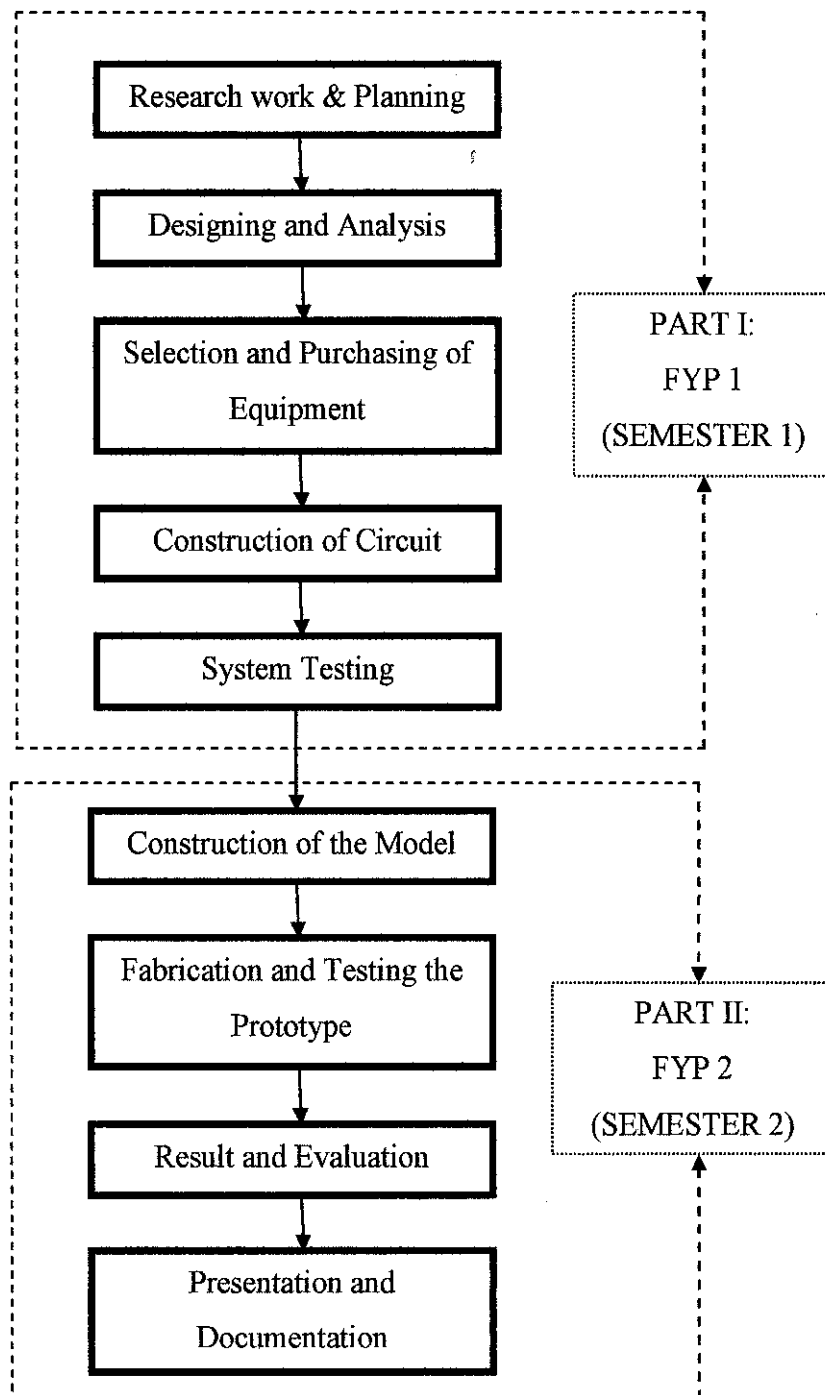 Research work & Planning
Designing and Analysis
Selection and Purchasing of
Equipment
Construction of Circuit
System Testing
PART I:
FYP 1
(SEMESTER 1)
Construction of the Model
Fabrication and Testing the
Prototype
Result and Evaluation
Presentation and
Documentation
PART II:
FYP 2
(SEMESTER 2)